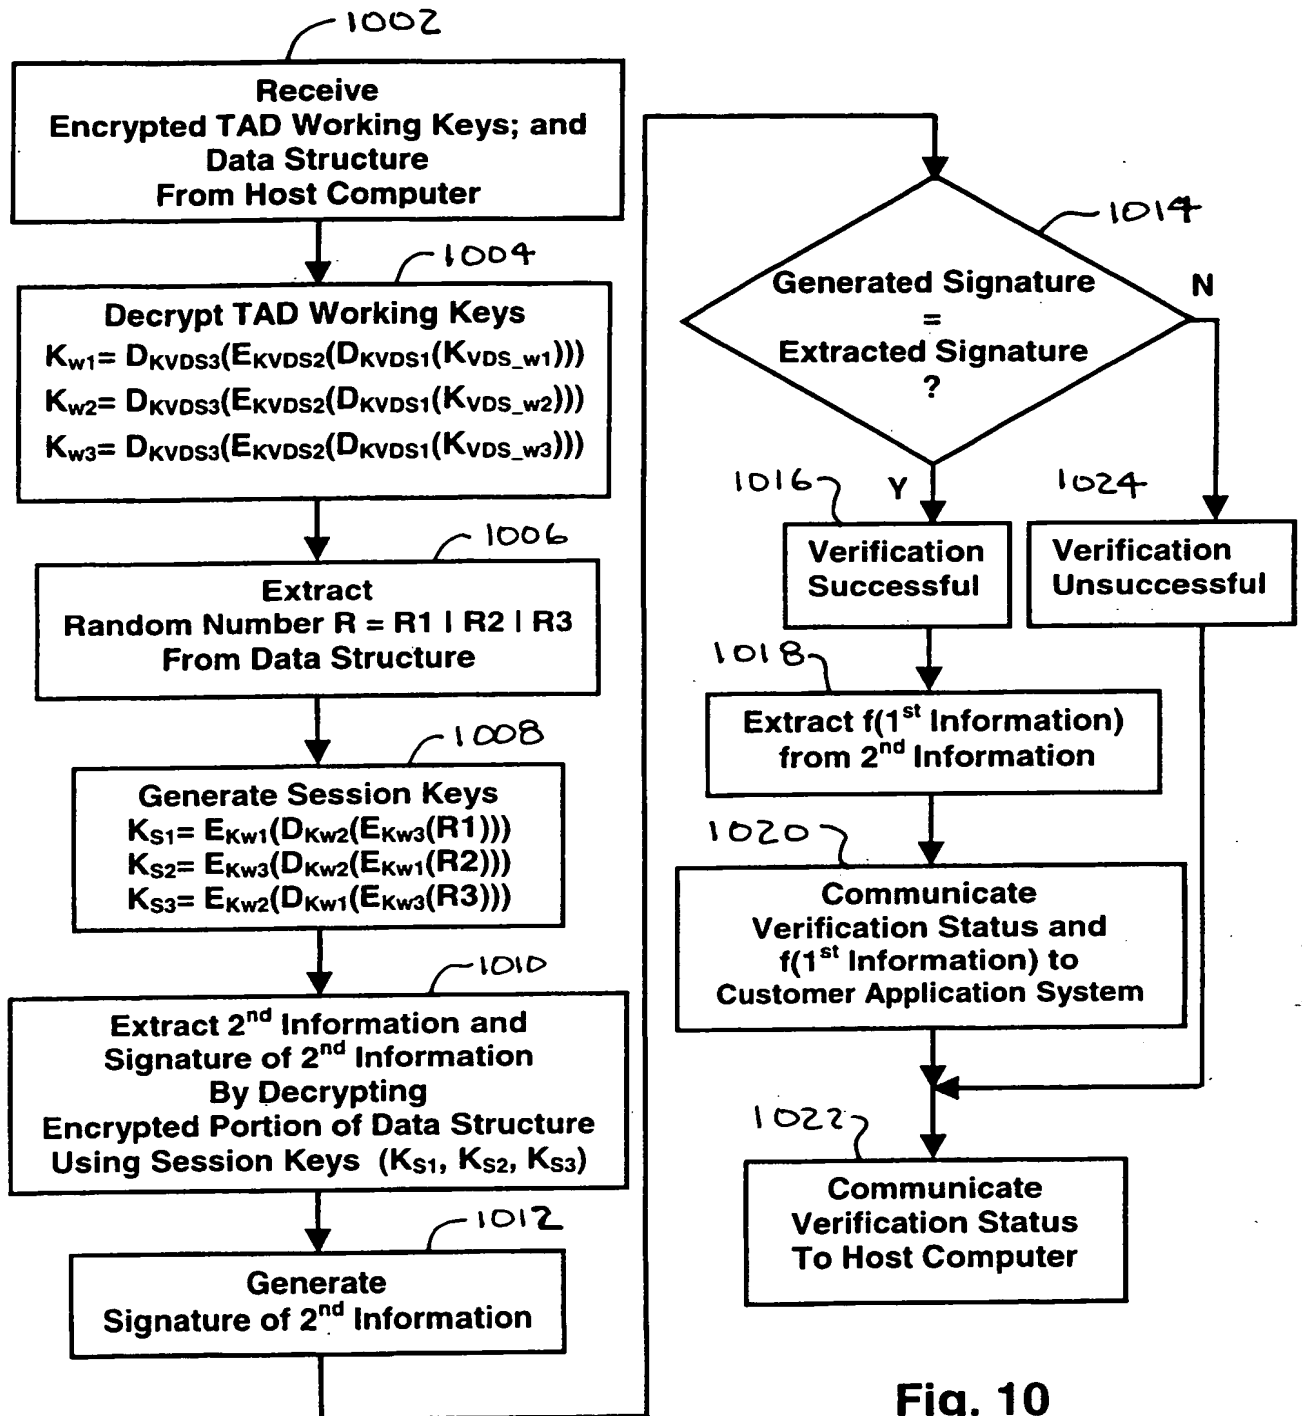 1002
Receive
Encrypted TAD Working Keys; and
Data Structure
From Host Computer
1004
Decrypt TAD Working Keys
Kw1= DKVDS3(EKVDS2(DKVDS1(KVDS_w1)))
Kw2= DKVDS3(EKVDS2(DKVDS1(KVDS_w2)))
Kw3= DKVDS3(EKVDS2(DKVDS1(KVDS_w3)))
1006
Extract
Random Number R = R1 | R2 | R3
From Data Structure
1008
Generate Session Keys
KS1= EKw1(DKw2(EKw3(R1)))
KS2= EKw3(DKw2(EKw1(R2)))
KS3= EKw2(DKw1(EKw3(R3)))
1010
Extract 2nd Information and
Signature of 2nd Information
By Decrypting
Encrypted Portion of Data Structure
Using Session Keys (KS1, KS2, KS3)
1012
Generate
Signature of 2nd Information
1014
Generated Signature
=
Extracted Signature
?
N
Y
1016
Verification
Successful
1024
Verification
Unsuccessful
1018
Extract f(1st Information)
from 2nd Information
1020
Communicate
Verification Status and
f(1st Information) to
Customer Application System
1022
Communicate
Verification Status
To Host Computer
Fig. 10